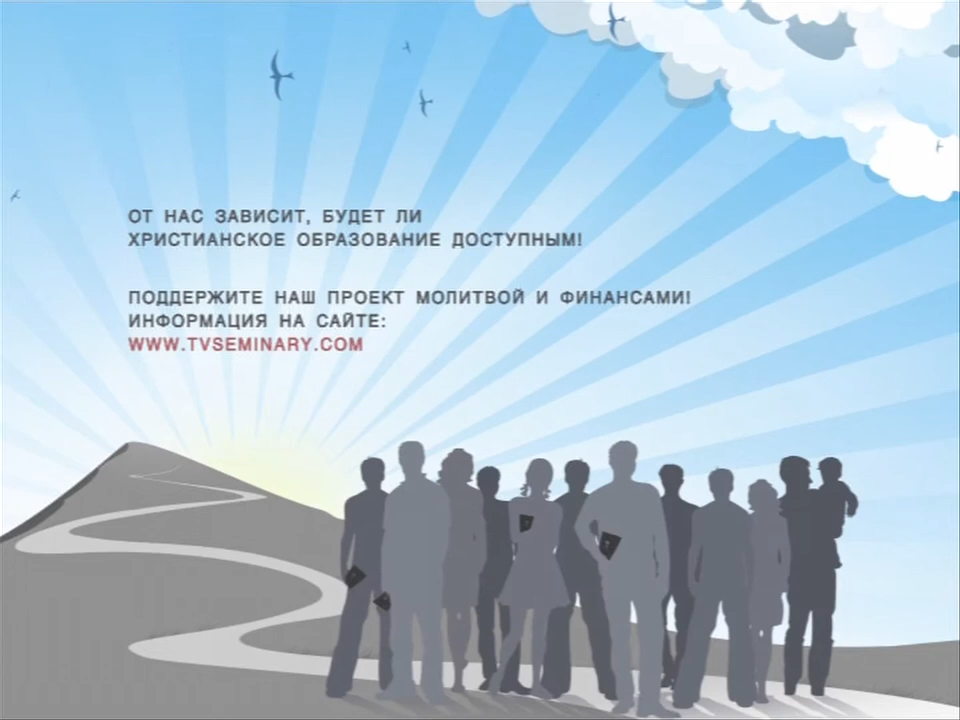 ОТ НАС ЗАВИСИТ, БУДЕТ ЛИ
ХРИСТИАНСКОЕ ОБРАЗОВАНИЕ ДОСТУПНЫМ!
ПОДДЕРЖИТЕ НАШ ПРОЕКТ МОЛИТВОЙ И ФИНАНСАМИ!
ИНФОРМАЦИЯ НА САЙТЕ:
WWW.TVSEMINARY.COM